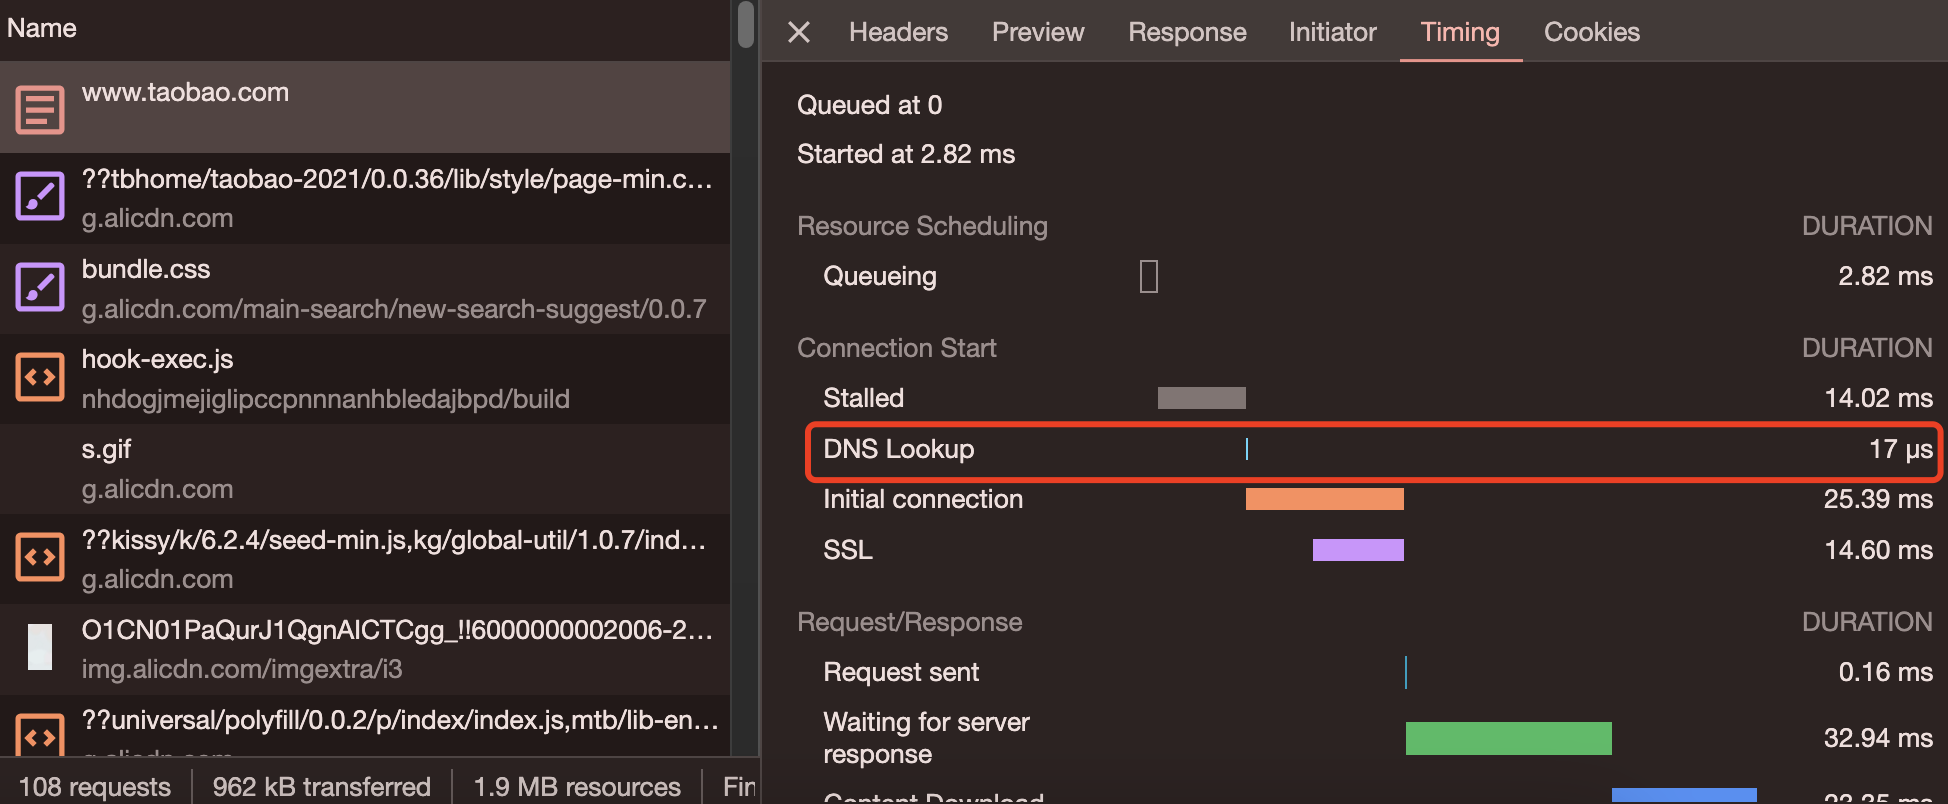 Name
www.taobao.com
??tbhome/taobao-2021/0.0.36/lib/style/page-min.c...
g.alicdn.com
bundle.css
g.alicdn.com/main-search/new-search-suggest/0.0.7
hook-exec.js
nhdogjmejiglipccpnnnanhbledajbpd/build
s.gif
g.alicdn.com
??kissy/k/6.2.4/seed-min.js,kg/global-util/1.0.7/ind...
g.alicdn.com
O1CN01PaQurJ1QgnAlCTCgg_!!6000000002006-2...
img.alicdn.com/imgextra/i3
??universal/polyfill/0.0.2/p/index/index.js,mtb/lib-en...
g.alicdn.com
108 requests 962 kB transferred 1.9 MB resources Fin
Headers Preview Response Initiator Timing Cookies
Queued at 0
Started at 2.82 ms
Resource Scheduling DURATION
Queueing 2.82 ms
Connection Start DURATION
Stalled 14.02 ms
DNS Lookup 17 µs
Initial connection 25.39 ms
SSL 14.60 ms
Request/Response DURATION
Request sent 0.16 ms
Waiting for server
response 32.94 ms
Content Download